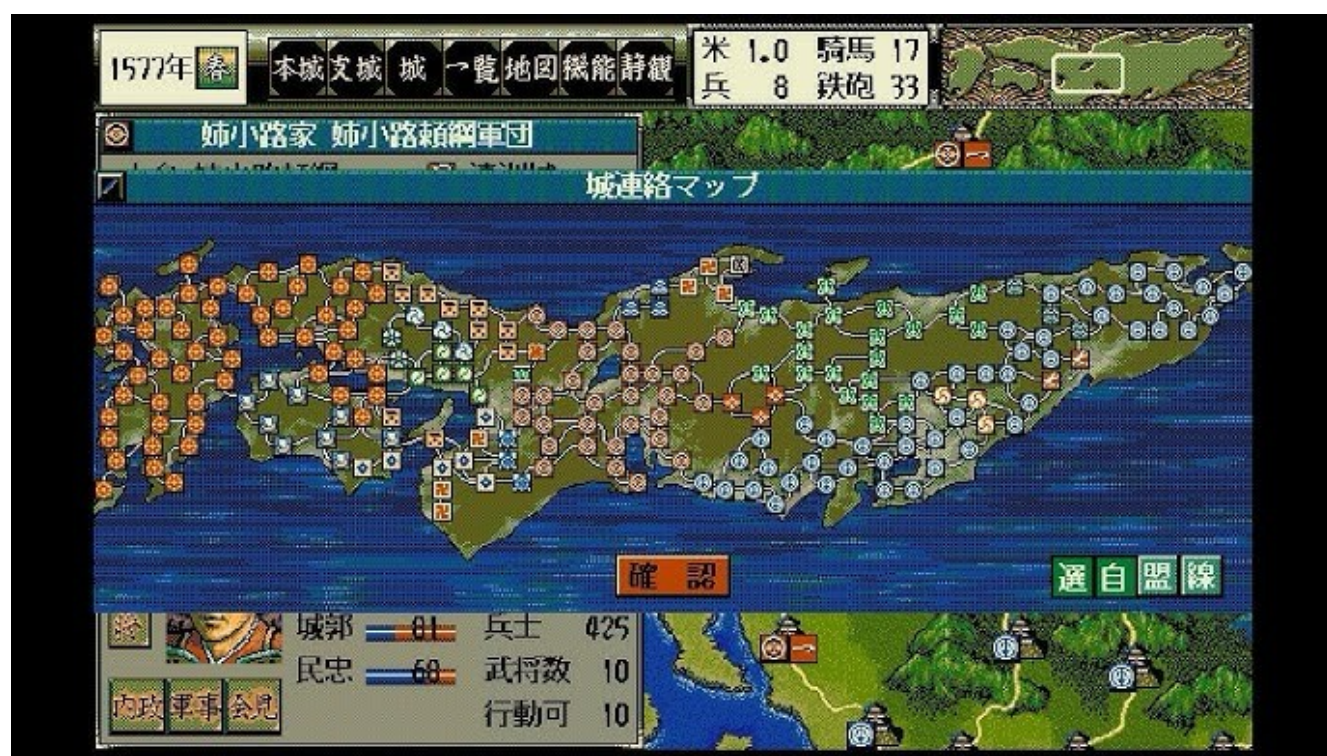 1577年 春
本城 支城 城 一覧 地図 機能 静観
米 1.0 騎馬 17
兵 8 鉄砲 33
姉小路家 姉小路頼綱軍団
城連絡マップ
確認
選 自 盟 線
城郭 81 兵士 425
民忠 68 武将数 10
内政 軍事 会見 行動可 10